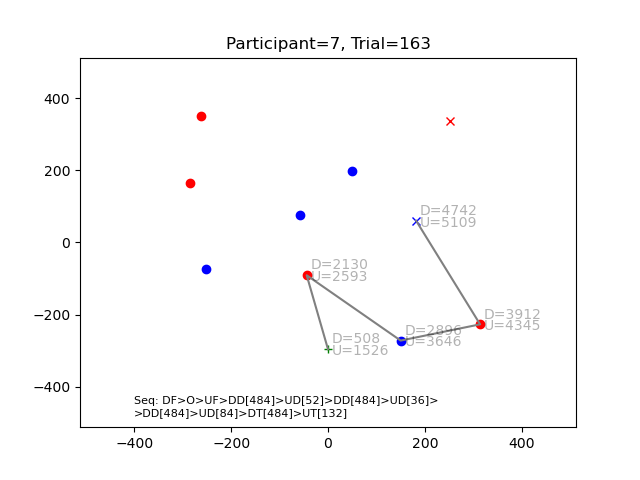 Participant=7, Trial=163
400
200
0
−200
−400
D=4742
U=5109
D=2130
U=2593
D=3912
U=4345
D=2896
U=3646
D=508
U=1526
Seq: DF>O>UF>DD[484]>UD[52]>DD[484]>UD[36]>
>DD[484]>UD[84]>DT[484]>UT[132]
−400 −200 0 200 400